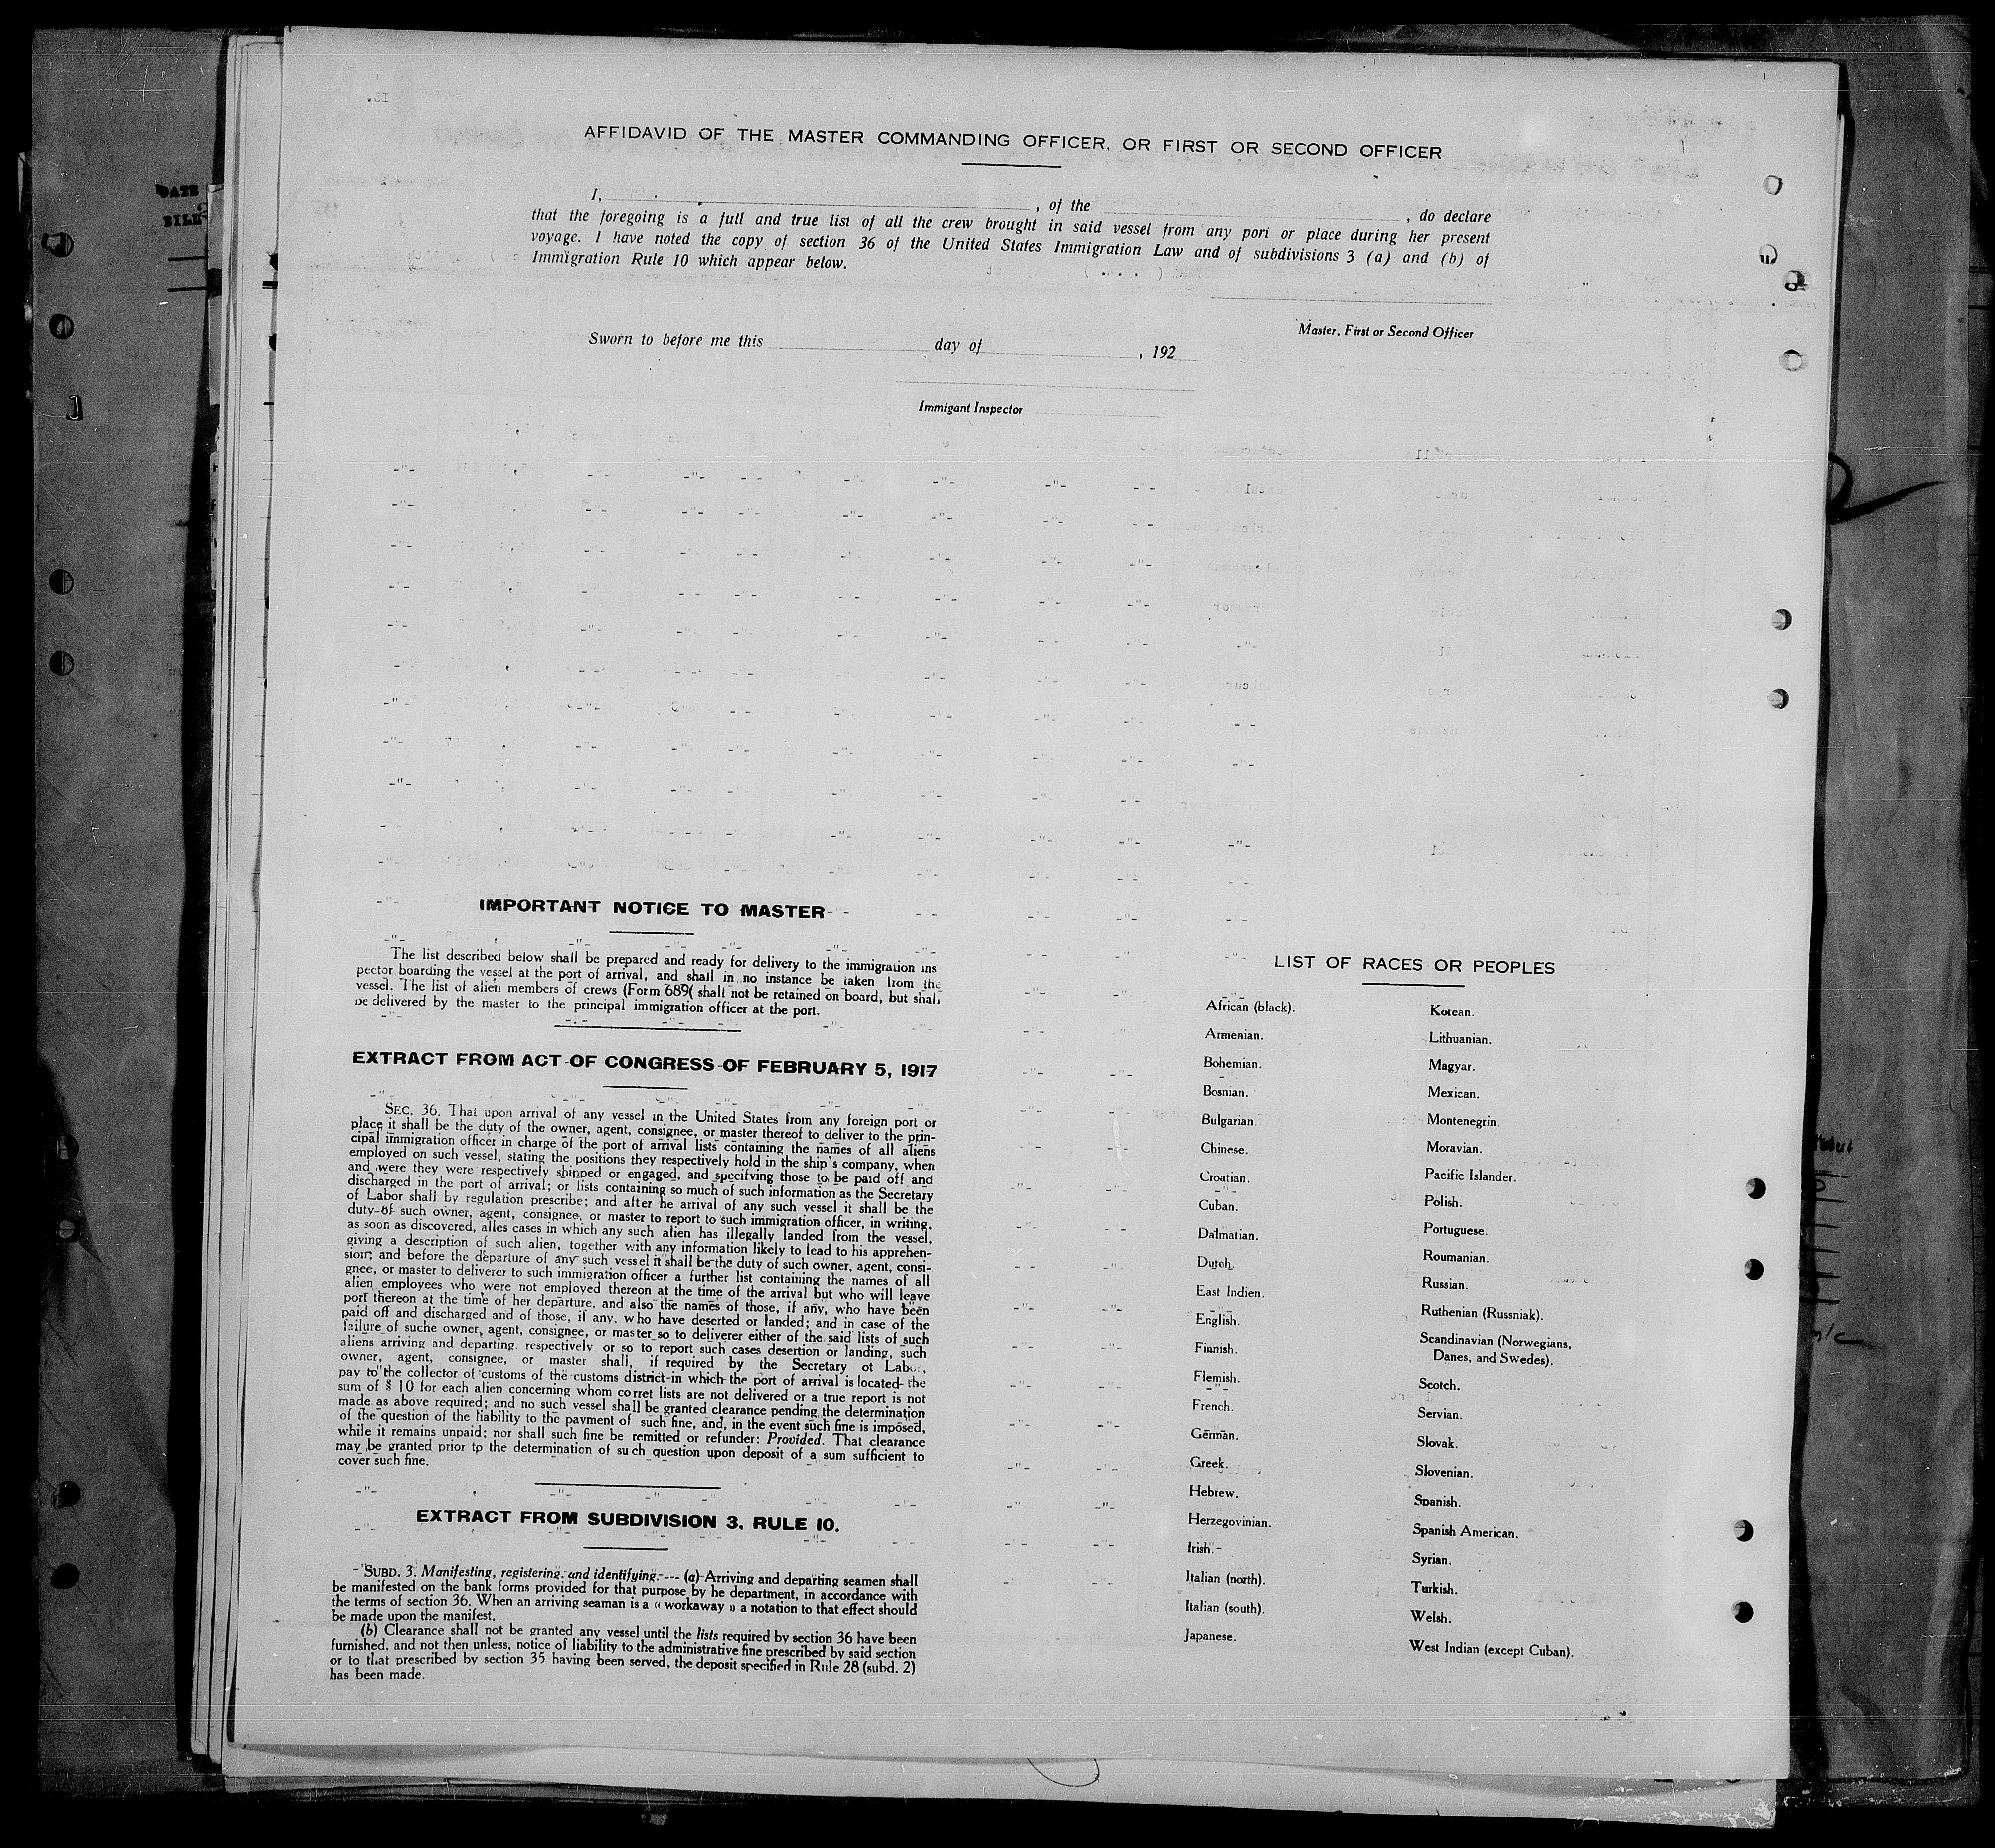 AFFIDAVID OF THE MASTER COMMANDING OFFICER, OR FIRST OR SECOND OFFICER
I, , of the , do declare
that the foregoing is a full and true list of all the crew brought in said vessel from any pori or place during her present
voyage. I have noted the copy of section 36 of the United States Immigration Law and of subdivisions 3 (a) and (b) of
Immigration Rule 10 which appear below.
Master, First or Second Officer
Sworn to before me this day of , 192
Immigant Inspector
IMPORTANT NOTICE TO MASTER
The list described below shall be prepared and ready for delivery to the immigration ins
pector boarding the vessel at the port of arrival, and shall in no instance be taken from the
vessel. The list of alien members of crews (Form 689( shall not be retained on board, but shall
be delivered by the master to the principal immigration officer at the port.
EXTRACT FROM ACT OF CONGRESS OF FEBRUARY 5, 1917
SEC. 36. That upon arrival of any vessel in the United States from any foreign port or
place it shall be the duty of the owner, agent, consignee, or master thereof to deliver to the prin-
cipal immigration officer in charge of the port of arrival lists containing the names of all aliens
employed on such vessel, stating the positions they respectively hold in the ship's company, when
and were they were respectively shipped or engaged, and specifving those to be paid off and
discharged in the port of arrival; or lists containing so much of such information as the Secretary
of Labor shall by regulation prescribe; and after he arrival of any such vessel it shall be the
duty of such owner, agent, consignee, or master to report to such immigration officer, in writing,
as soon as discovered, alles cases in which any such alien has illegally landed from the vessel,
giving a description of such alien, together with any information likely to lead to his apprehen-
sion; and before the departure of any such vessel it shall be the duty of such owner, agent, consi-
gnee, or master to deliverer to such immigration officer a further list containing the names of all
alien employees who were not employed thereon at the time of the arrival but who will leave
port thereon at the time of her departure, and also the names of those, if any, who have been
paid off and discharged and of those, if any, who have deserted or landed; and in case of the
failure of suche owner, agent, consignee, or master so to deliverer either of the said lists of such
aliens arriving and departing. respectively or so to report such cases desertion or landing, such
owner, agent, consignee, or master shall, if required by the Secretary ot Labor,
pay to the collector of customs of the customs district in which the port of arrival is located the
sum of $ 10 for each alien concerning whom corret lists are not delivered or a true report is not
made as above required; and no such vessel shall be granted clearance pending the determination
of the question of the liability to the payment of such fine, and, in the event such fine is imposed,
while it remains unpaid; nor shall such fine be remitted or refunder: Provided. That clearance
may be granted prior tp the determination of such question upon deposit of a sum sufficient to
cover such fine.
EXTRACT FROM SUBDIVISION 3, RULE 10.
SUBD. 3. Manifesting, registering, and identifying.--- (a) Arriving and departing seamen shall
be manifested on the bank forms provided for that purpose by he department, in accordance with
the terms of section 36. When an arriving seaman is a « workaway » a notation to that effect should
be made upon the manifest.
(b) Clearance shall not be granted any vessel until the lists required by section 36 have been
furnished, and not then unless, notice of liability to the administrative fine prescribed by said section
or to that prescribed by section 35 having been served, the deposit specified in Rule 28 (subd. 2)
has been made.
LIST OF RACES OR PEOPLES
African (black).
Armenian.
Bohemian.
Bosnian.
Bulgarian.
Chinese.
Croatian.
Cuban.
Dalmatian.
Dutch.
East Indien.
English.
Finnish.
Flemish.
French.
German.
Greek.
Hebrew.
Herzegovinian.
Irish.
Italian (north).
Italian (south).
Japanese.
Korean.
Lithuanian.
Magyar.
Mexican.
Montenegrin.
Moravian.
Pacific Islander.
Polish.
Portuguese.
Roumanian.
Russian.
Ruthenian (Russniak).
Scandinavian (Norwegians,
Danes, and Swedes).
Scotch.
Servian.
Slovak.
Slovenian.
Spanish.
Spanish American.
Syrian.
Turkish.
Welsh.
West Indian (except Cuban).